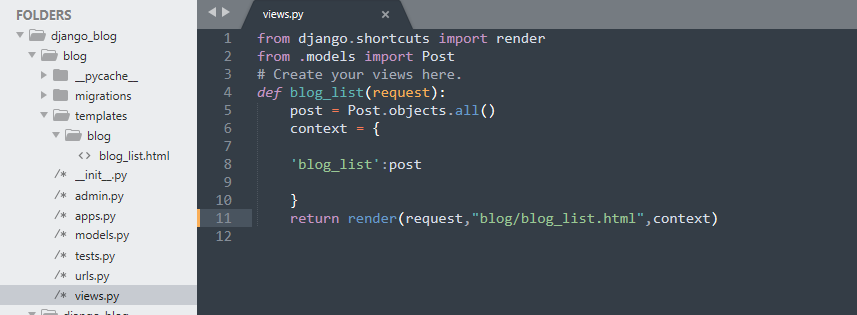 FOLDERS
django_blog
blog
__pycache__
migrations
templates
blog
<> blog_list.html
/* __init__.py
/* admin.py
/* apps.py
/* models.py
/* tests.py
/* urls.py
/* views.py
django_blog
views.py ×
1 from django.shortcuts import render
2 from .models import Post
3 # Create your views here.
4 def blog_list(request):
5 post = Post.objects.all()
6 context = {
7
8 'blog_list':post
9
10 }
11 return render(request,"blog/blog_list.html",context)
12